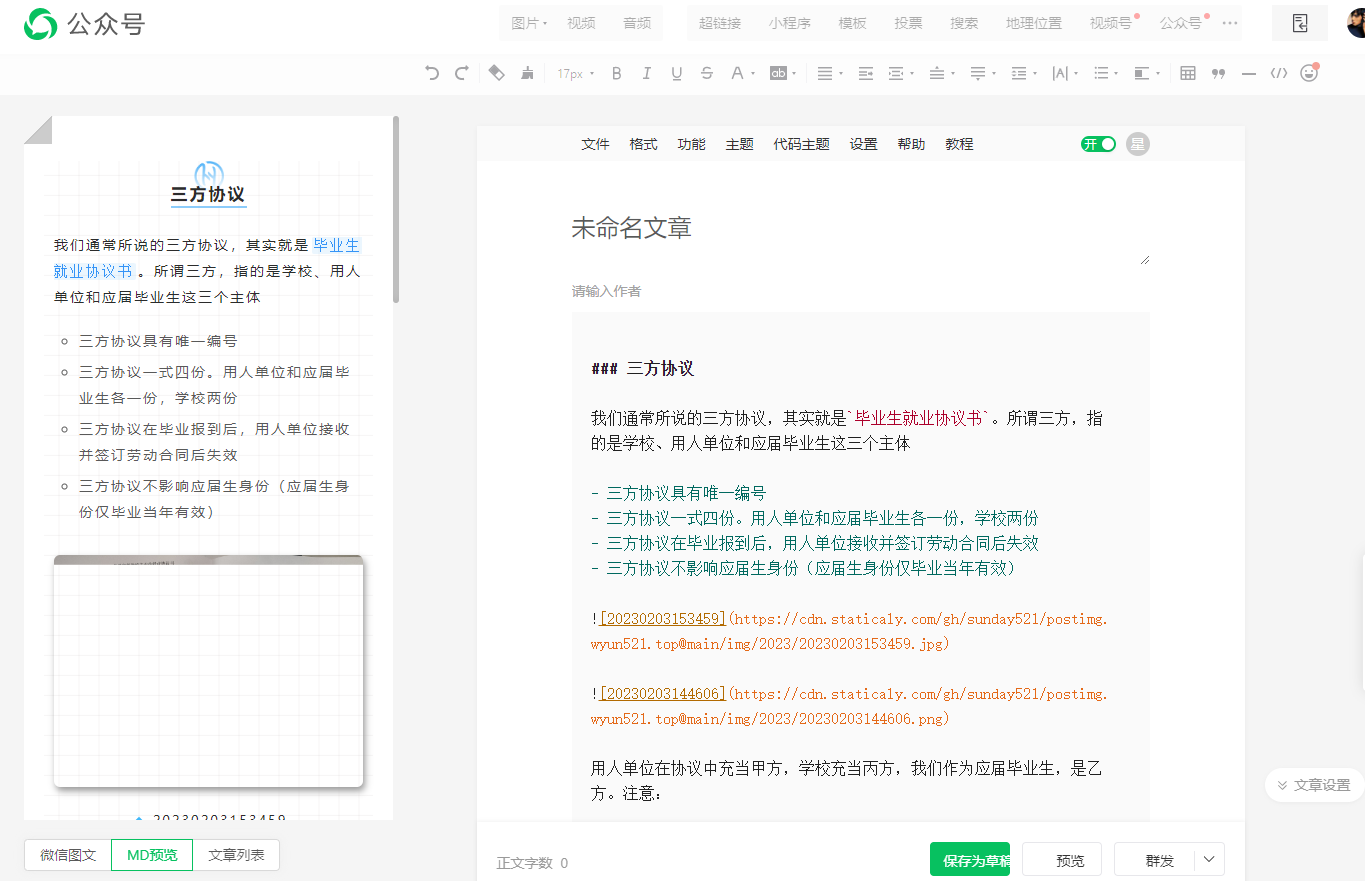 公众号
图片 视频 音频 超链接 小程序 模板 投票 搜索 地理位置 视频号 公众号 ···
17px B I U S A ab |A|
三方协议
我们通常所说的三方协议，其实就是 毕业生
就业协议书 。所谓三方，指的是学校、用人
单位和应届毕业生这三个主体
三方协议具有唯一编号
三方协议一式四份。用人单位和应届毕
业生各一份，学校两份
三方协议在毕业报到后，用人单位接收
并签订劳动合同后失效
三方协议不影响应届生身份（应届生身
份仅毕业当年有效）
20230203153459
微信图文 MD预览 文章列表
文件 格式 功能 主题 代码主题 设置 帮助 教程 开 星
未命名文章
请输入作者
### 三方协议
我们通常所说的三方协议，其实就是`毕业生就业协议书`。所谓三方，指
的是学校、用人单位和应届毕业生这三个主体
- 三方协议具有唯一编号
- 三方协议一式四份。用人单位和应届毕业生各一份，学校两份
- 三方协议在毕业报到后，用人单位接收并签订劳动合同后失效
- 三方协议不影响应届生身份（应届生身份仅毕业当年有效）
![20230203153459](https://cdn.staticaly.com/gh/sunday521/postimg.
wyun521.top@main/img/2023/20230203153459.jpg)
![20230203144606](https://cdn.staticaly.com/gh/sunday521/postimg.
wyun521.top@main/img/2023/20230203144606.png)
用人单位在协议中充当甲方，学校充当丙方，我们作为应届毕业生，是乙
方。注意：
文章设置
正文字数 0 保存为草稿 预览 群发